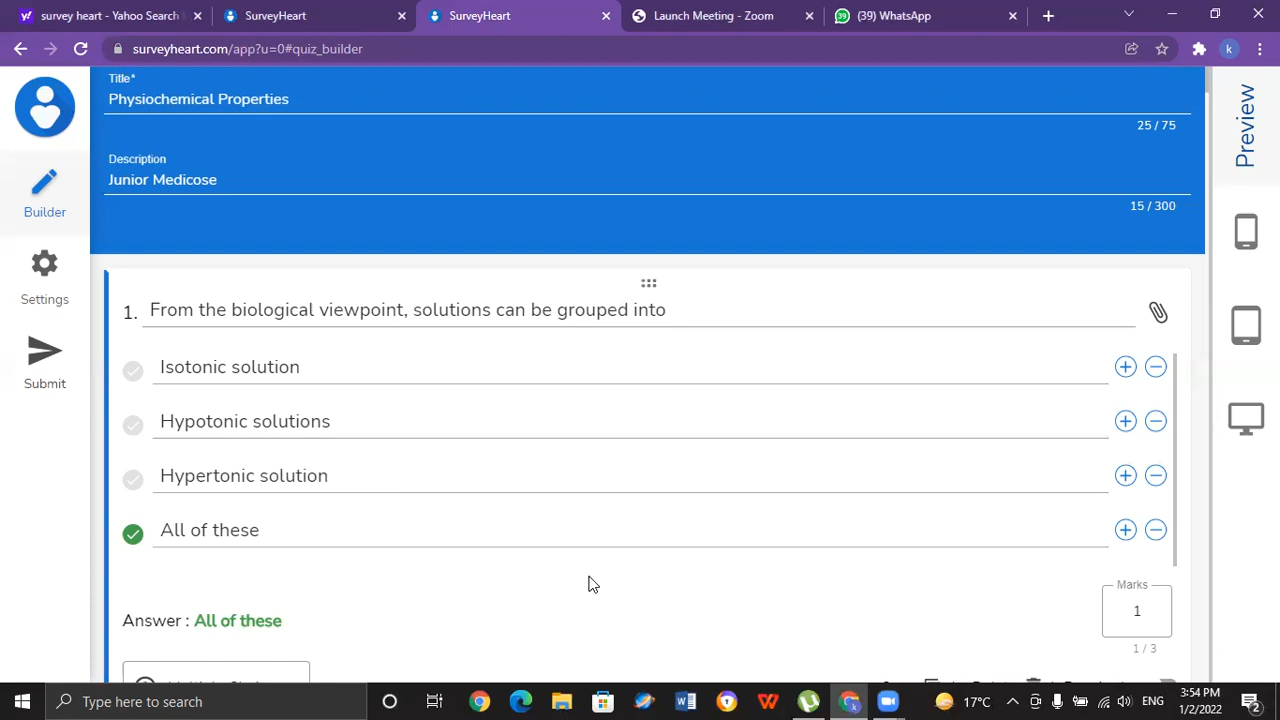 survey heart - Yahoo Search
SurveyHeart
SurveyHeart
Launch Meeting - Zoom
(39) WhatsApp
surveyheart.com/app?u=0#quiz_builder
k
Title*
Physiochemical Properties
25 / 75
Description
Junior Medicose
15 / 300
Builder
Settings
Submit
Preview
1. From the biological viewpoint, solutions can be grouped into
Isotonic solution
Hypotonic solutions
Hypertonic solution
All of these
Marks
1
1 / 3
Answer : All of these
Type here to search
17°C
ENG
3:54 PM
1/2/2022
2